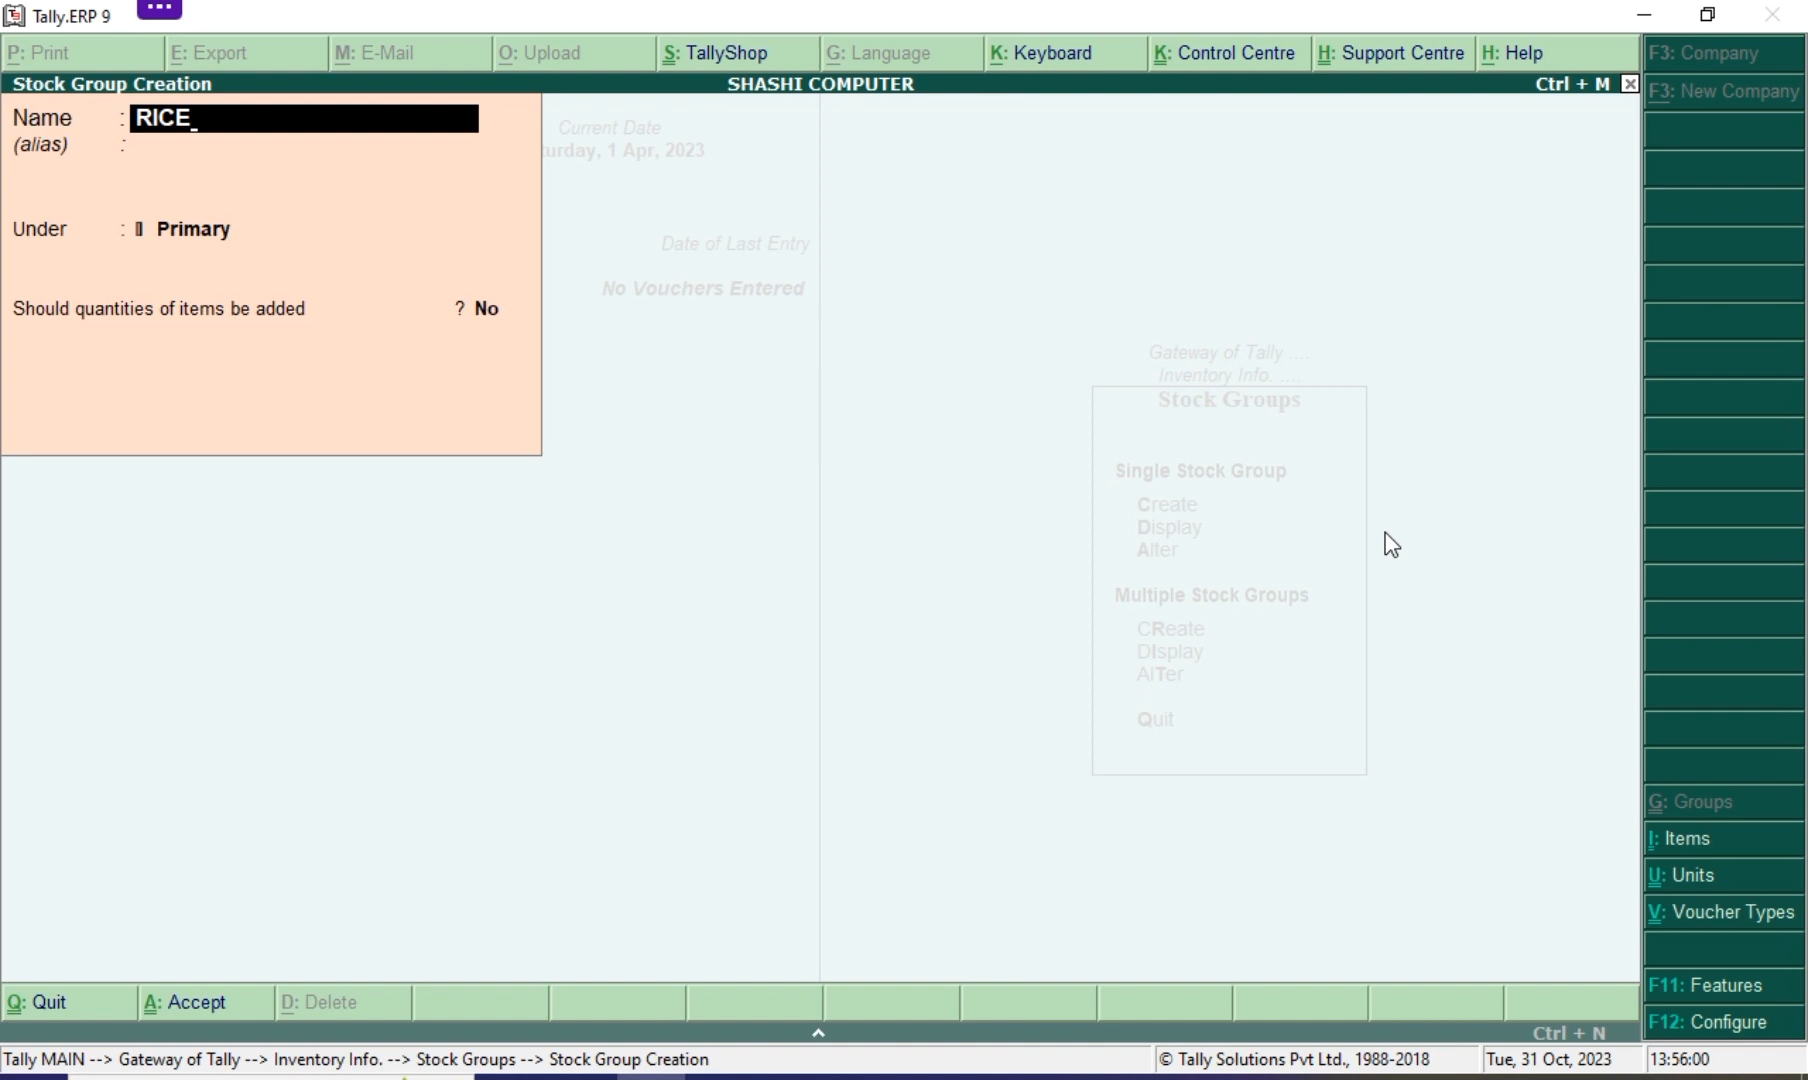 Tally.ERP 9
P: Print E: Export M: E-Mail O: Upload S: TallyShop G: Language K: Keyboard K: Control Centre H: Support Centre H: Help F3: Company
Stock Group Creation SHASHI COMPUTER Ctrl + M
F3: New Company
Name : RICE
(alias) :
Current Date
urday, 1 Apr, 2023
Under : Primary
Date of Last Entry
No Vouchers Entered
Should quantities of items be added ? No
Gateway of Tally ....
Inventory Info. ....
Stock Groups
Single Stock Group
Create
Display
Alter
Multiple Stock Groups
CReate
DIsplay
AlTer
Quit
G: Groups
I: Items
U: Units
V: Voucher Types
F11: Features
F12: Configure
Q: Quit A: Accept D: Delete
Ctrl + N
Tally MAIN --> Gateway of Tally --> Inventory Info. --> Stock Groups --> Stock Group Creation © Tally Solutions Pvt Ltd., 1988-2018 Tue, 31 Oct, 2023 13:56:00